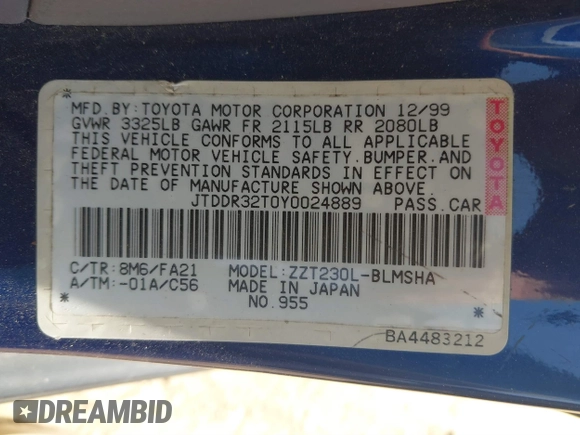 MFD.BY:TOYOTA MOTOR CORPORATION 12/99
GVWR 3325LB GAWR FR 2115LB RR 2080LB
THIS VEHICLE CONFORMS TO ALL APPLICABLE
FEDERAL MOTOR VEHICLE SAFETY.BUMPER.AND
THEFT PREVENTION STANDARDS IN EFFECT ON
THE DATE OF MANUFACTURE SHOWN ABOVE.
JTDDR32T0Y0024889 PASS.CAR
TOYOTA
C/TR:8M6/FA21 MODEL:ZZT230L-BLMSHA
A/TM:-01A/C56 MADE IN JAPAN
NO.955
BA4483212
DREAMBID